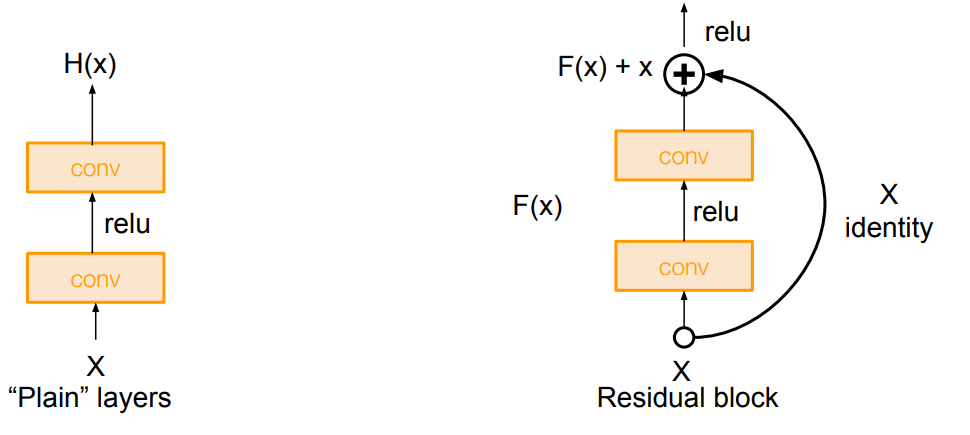 H(x)
conv
relu
conv
X
“Plain” layers
relu
F(x) + x
conv
F(x)
relu
X
identity
conv
X
Residual block